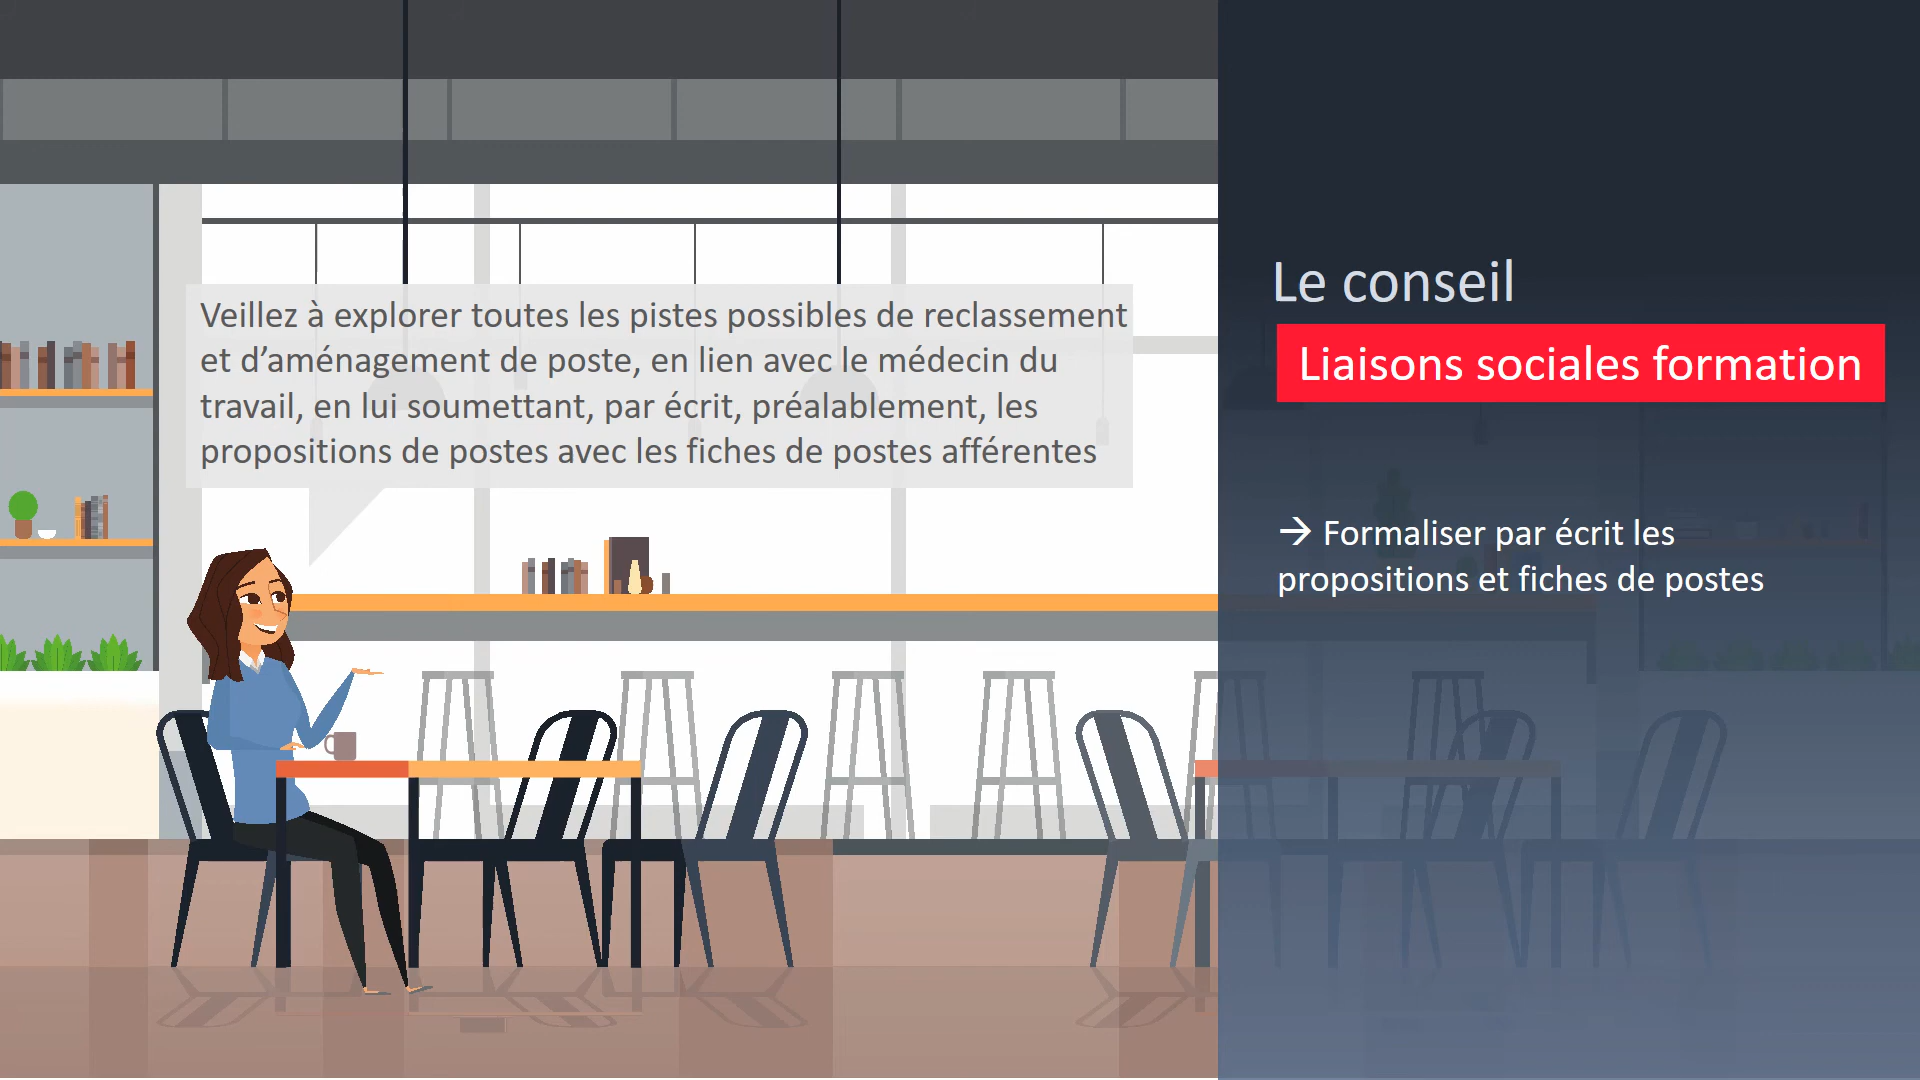 Veillez à explorer toutes les pistes possibles de reclassement
et d’aménagement de poste, en lien avec le médecin du
travail, en lui soumettant, par écrit, préalablement, les
propositions de postes avec les fiches de postes afférentes
Le conseil
Liaisons sociales formation
→ Formaliser par écrit les
propositions et fiches de postes